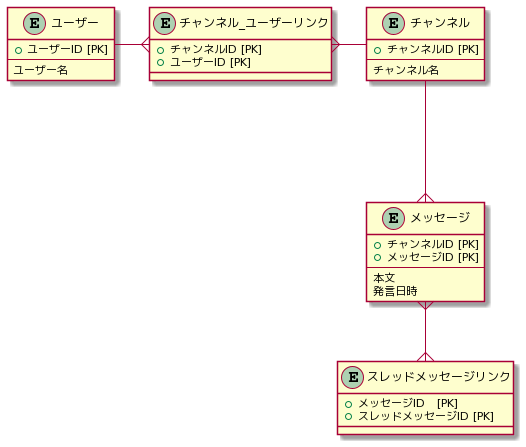 E ユーザー
ユーザーID [PK]
ユーザー名
E チャンネル_ユーザーリンク
チャンネルID [PK]
ユーザーID [PK]
E チャンネル
チャンネルID [PK]
チャンネル名
E メッセージ
チャンネルID [PK]
メッセージID [PK]
本文
発言日時
E スレッドメッセージリンク
メッセージID　[PK]
スレッドメッセージID [PK]